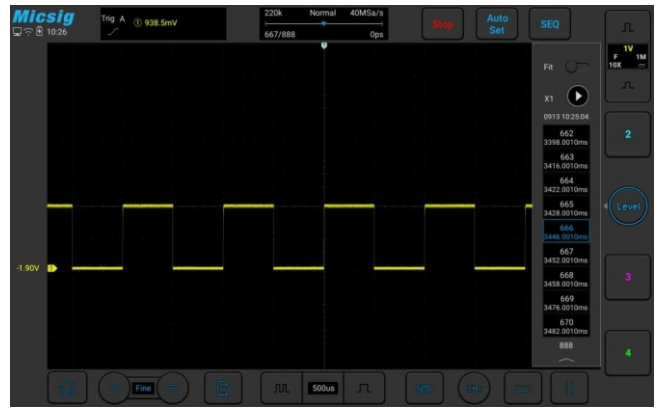 Micsig
10:26
Trig A ① 938.5mV
220k Normal 40MSa/s
667/888 0ps
Stop
Auto
Set
SEQ
1V
F 1M
10X
Fit
X1
0913 10:25:04
662
3398.0010ms
663
3416.0010ms
664
3422.0010ms
665
3428.0010ms
666
3446.0010ms
667
3452.0010ms
668
3458.0010ms
669
3476.0010ms
670
3482.0010ms
888
2
Level
3
4
-1.90V
1
Fine
500us